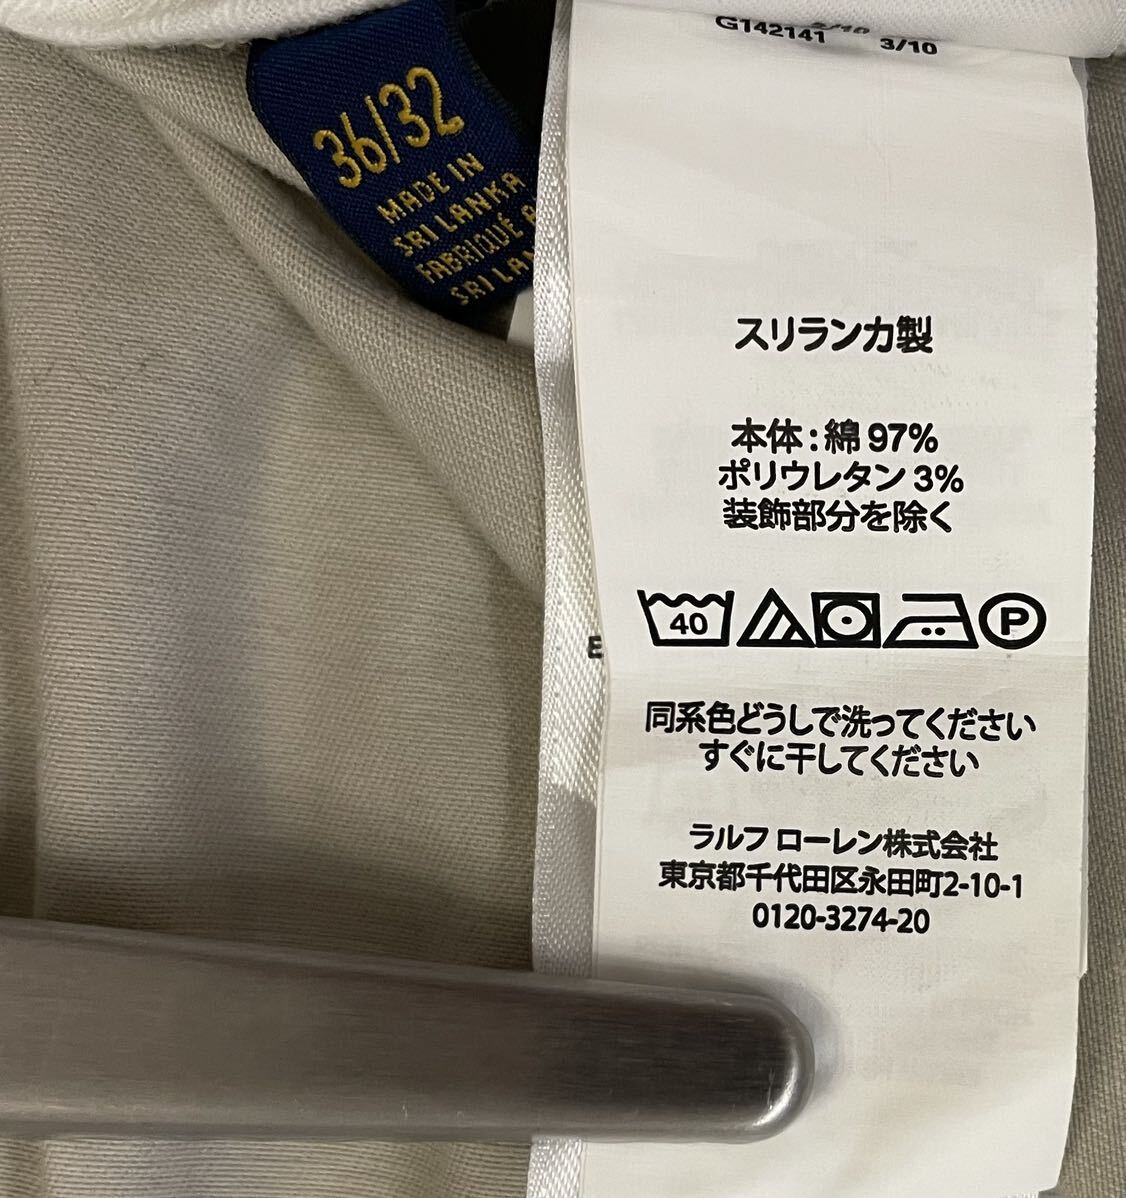 G142141 3/10
36/32
MADE IN
SRI LANKA
FABRIQUÉ
SRI
スリランカ製
本体:綿97%
ポリウレタン3%
装飾部分を除く
40
P
同系色どうしで洗ってください
すぐに干してください
ラルフ ローレン株式会社
東京都千代田区永田町2-10-1
0120-3274-20